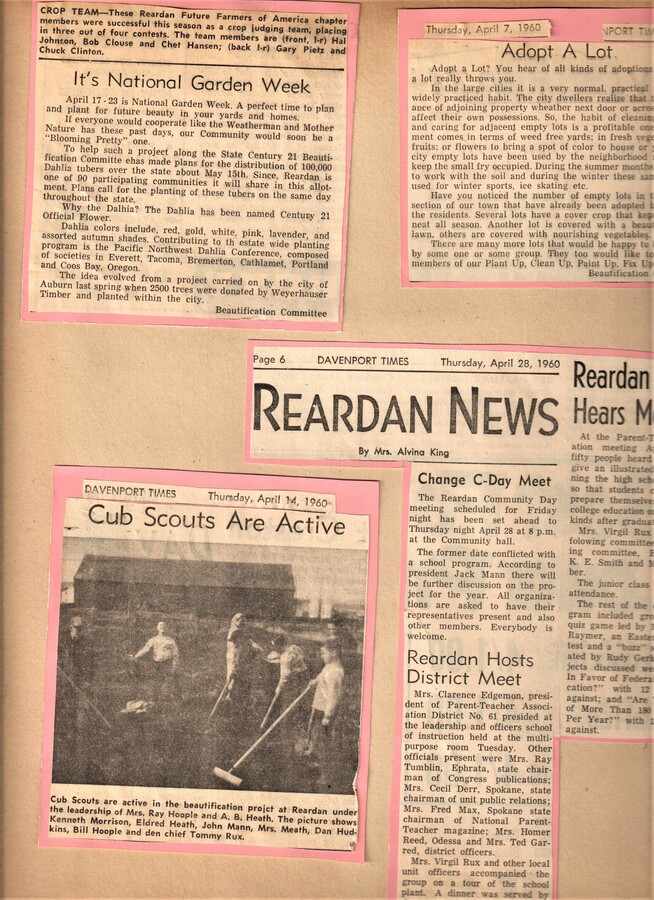 CROP TEAM—These Reardan Future Farmers of America chapter
members were successful this season as a crop judging team, placing
in three out of four contests. The team members are (front, l-r) Hal
Johnson, Bob Clouse and Chet Hansen; (back l-r) Gary Pietz and
Chuck Clinton.
It's National Garden Week
April 17-23 is National Garden Week. A perfect time to plan
and plant for future beauty in your yards and homes.
If everyone would cooperate like the Weatherman and Mother
Nature has these past days, our Community would soon be a
"Blooming Pretty" one.
To help such a project along the State Century 21 Beauti-
fication Committe ehas made plans for the distribution of 100,000
Dahlia tubers over the state about May 15th. Since, Reardan is
one of 90 participating communities it will share in this allot-
ment. Plans call for the planting of these tubers on the same day
throughout the state.
Why the Dalhia? The Dahlia has been named Century 21
Official Flower.
Dahlia colors include, red, gold, white, pink, lavender, and
assorted autumn shades. Contributing to th estate wide planting
program is the Pacific Northwest Dahlia Conference, composed
of societies in Everett, Tacoma, Bremerton, Cathlamet, Portland
and Coos Bay, Oregon.
The idea evolved from a project carried on by the city of
Auburn last spring when 2500 trees were donated by Weyerhauser
Timber and planted within the city.
Beautification Committee
Thursday, April 7, 1960
Adopt A Lot
Adopt a Lot? You hear of all kinds of adoptions
a lot really throws you.
In the large cities it is a very normal, practical
widely practiced habit. The city dwellers realize that
ance of adjoining property wheather next door or across
affect their own possessions. So, the habit of cleaning
and caring for adjacent empty lots is a profitable one
ment comes in terms of weed free yards; in fresh
fruits; or flowers to bring a spot of color to house or
city empty lots have been used by the neighborhood
keep the small fry occupied. During the summer months
to work with the soil and during the winter these
used for winter sports, ice skating etc.
Have you noticed the number of empty lots in
section of our town that have already been adopted
the residents. Several lots have a cover crop that
neat all season. Another lot is covered with a
lawn, others are covered with nourishing vegetables.
There are many more lots that would be happy to
by some one or some group. They too would like to
members of our Plant Up, Clean Up, Paint Up, Fix Up
Beautification
Page 6 DAVENPORT TIMES Thursday, April 28, 1960
REARDAN NEWS
By Mrs. Alvina King
Change C-Day Meet
The Reardan Community Day
meeting scheduled for Friday
night has been set ahead to
Thursday night April 28 at 8 p.m.
at the Community hall.
The former date conflicted with
a school program. According to
president Jack Mann there will
be further discussion on the pro-
ject for the year. All organiza-
tions are asked to have their
representatives present and also
other members. Everybody is
welcome.
Reardan Hosts
District Meet
Mrs. Clarence Edgemon, presi-
dent of Parent-Teacher Associ-
ation District No. 61 presided at
the leadership and officers school
of instruction held at the multi-
purpose room Tuesday. Other
officials present were Mrs. Ray
Tumblin, Ephrata, state chair-
man of Congress publications;
Mrs. Cecil Derr, Spokane, state
chairman of unit public relations;
Mrs. Fred Max, Spokane state
chairman of National Parent-
Teacher magazine; Mrs. Homer
Reed, Odessa and Mrs. Ted Gar-
red, district officers.
Mrs. Virgil Rux and other local
unit officers accompanied the
group on a tour of the school
plant. A dinner was served by
Reardan
Hears
At the Parent-T
ation meeting
fifty people heard
give an illustrated
ning the high
so that students
prepare themselve
college education
kinds after
Mrs. Virgil Rux
folowing committee
ing committee,
K. E. Smith and
ber.
The junior class
attendance.
The rest of the
gram included
quiz game led by
Raymer, an Easter
test and a "buzz"
ated by Rudy
jects discussed
In Favor of Federal
cation?" with 12
against; and "Are
of More Than 180
Per Year?" with
against.
DAVENPORT TIMES Thursday, April 14, 1960
Cub Scouts Are Active
Cub Scouts are active in the beautification projct at Reardan under
the leadership of Mrs. Ray Hoople and A. B. Heath. The picture shows
Kenneth Morrison, Eldred Heath, John Mann, Mrs. Meath, Dan Hud-
kins, Bill Hoople and den chief Tommy Rux.